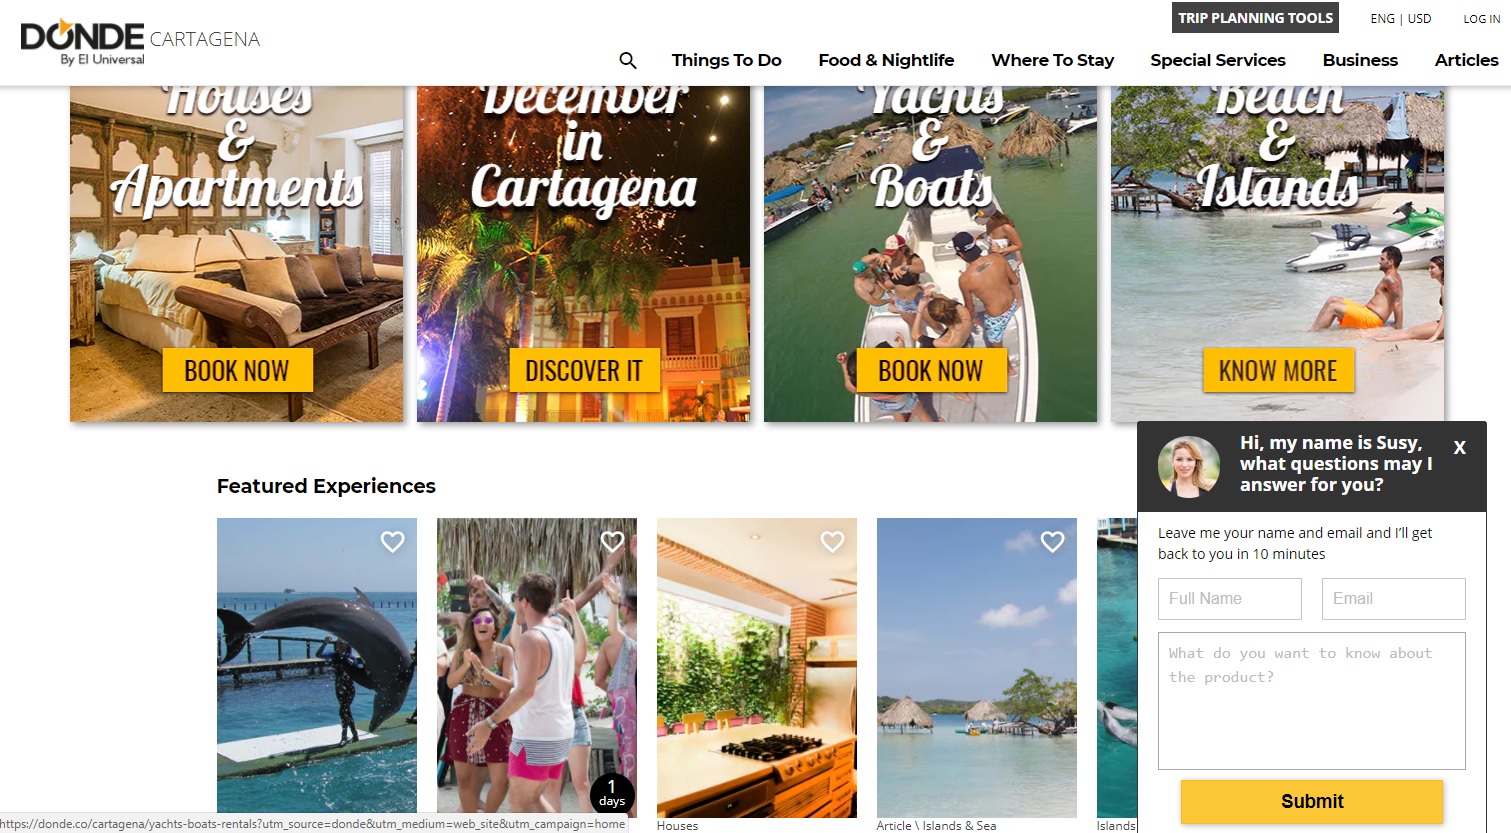 DONDE CARTAGENA
By El Universal
TRIP PLANNING TOOLS
ENG | USD
LOG IN
Things To Do
Food & Nightlife
Where To Stay
Special Services
Business
Articles
Houses
&
Apartments
BOOK NOW
December
in
Cartagena
DISCOVER IT
Yachts
&
Boats
BOOK NOW
Beach
&
Islands
KNOW MORE
Featured Experiences
1
days
Houses
Article \ Islands & Sea
Islands
Hi, my name is Susy,
what questions may I
answer for you?
X
Leave me your name and email and I'll get
back to you in 10 minutes
Full Name
Email
What do you want to know about
the product?
Submit
https://donde.co/cartagena/yachts-boats-rentals?utm_source=donde&utm_medium=web_site&utm_campaign=home